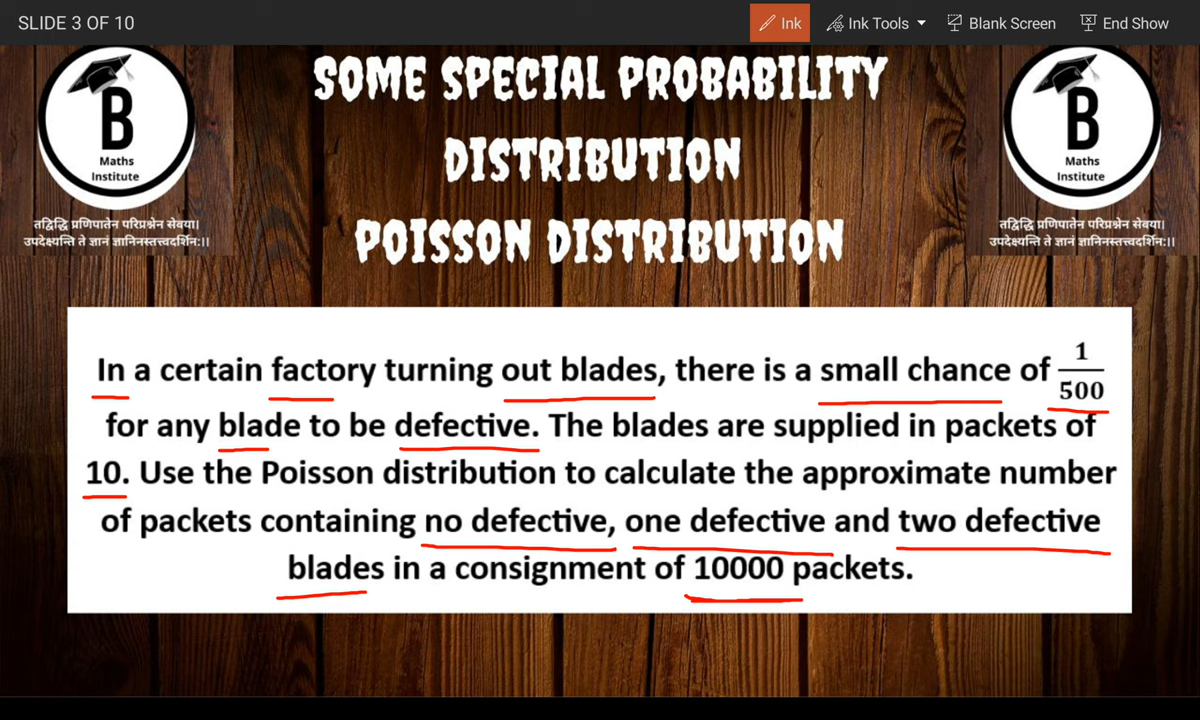 SLIDE 3 OF 10
Ink
Ink Tools
Blank Screen
End Show
SOME SPECIAL PROBABILITY
DISTRIBUTION
POISSON DISTRIBUTION
B
Maths
Institute
तद्विद्धि प्रणिपातेन परिप्रश्नेन सेवया।
उपदेक्ष्यन्ति ते ज्ञानं ज्ञानिनस्तत्त्वदर्शिन:।।
B
Maths
Institute
तद्विद्धि प्रणिपातेन परिप्रश्नेन सेवया।
उपदेक्ष्यन्ति ते ज्ञानं ज्ञानिनस्तत्त्वदर्शिन:।।
In a certain factory turning out blades, there is a small chance of 1/500
for any blade to be defective. The blades are supplied in packets of
10. Use the Poisson distribution to calculate the approximate number
of packets containing no defective, one defective and two defective
blades in a consignment of 10000 packets.